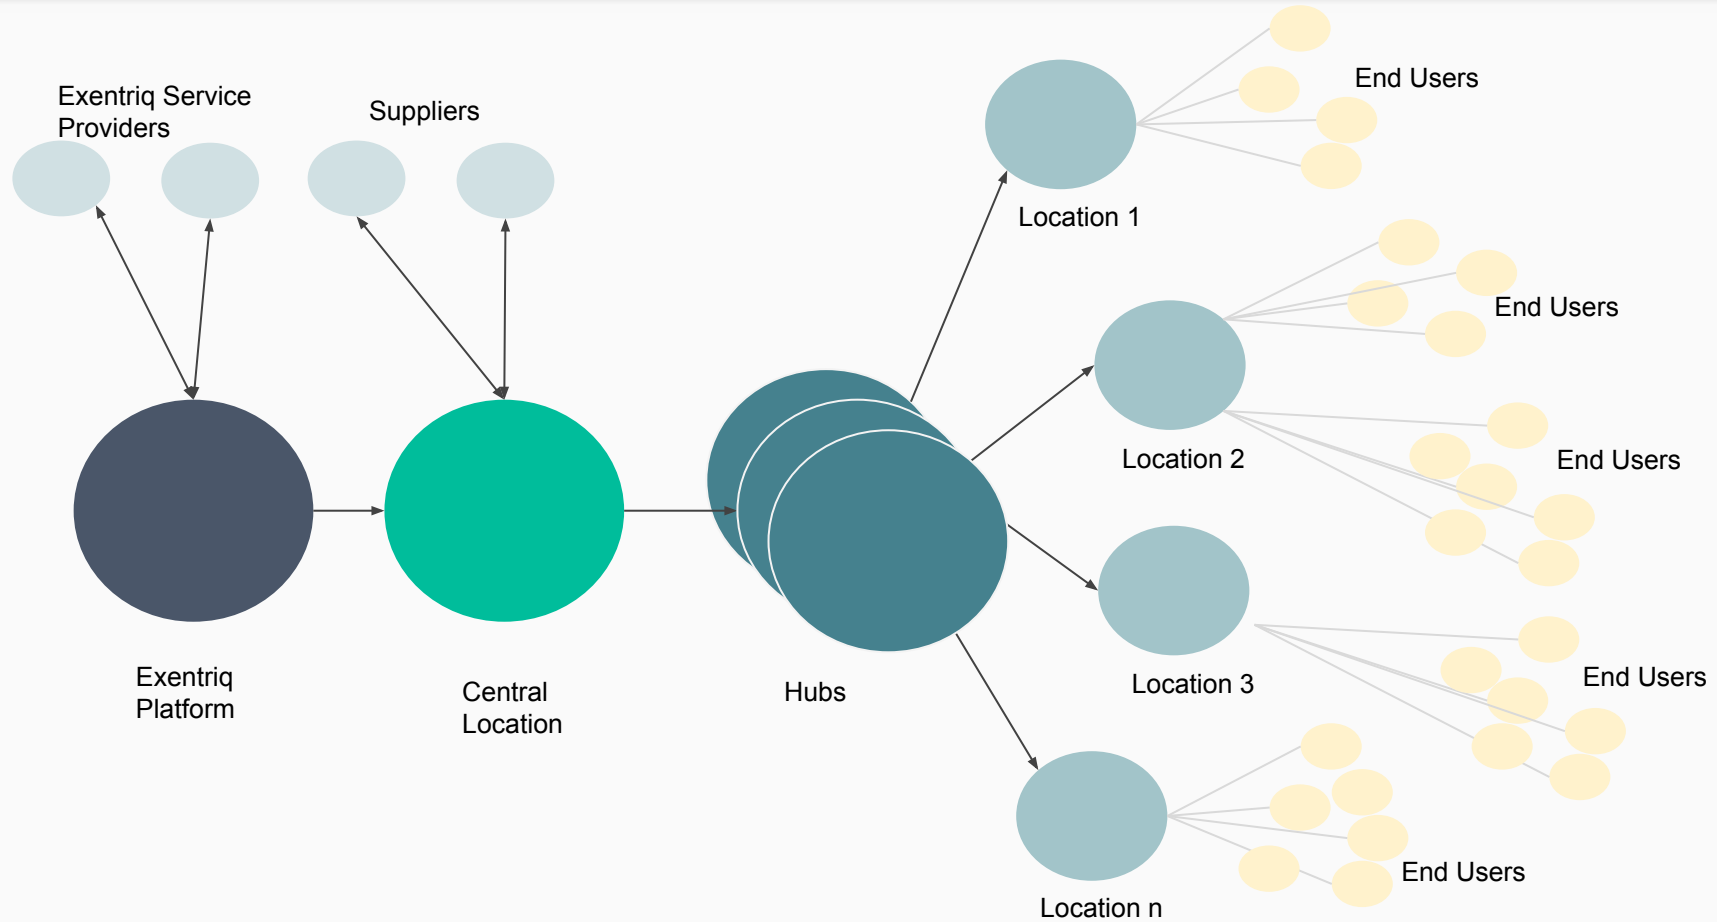 Exentriq Service
Providers
Suppliers
End Users
Location 1
End Users
Location 2
End Users
Exentriq
Platform
Central
Location
Hubs
Location 3
End Users
End Users
Location n